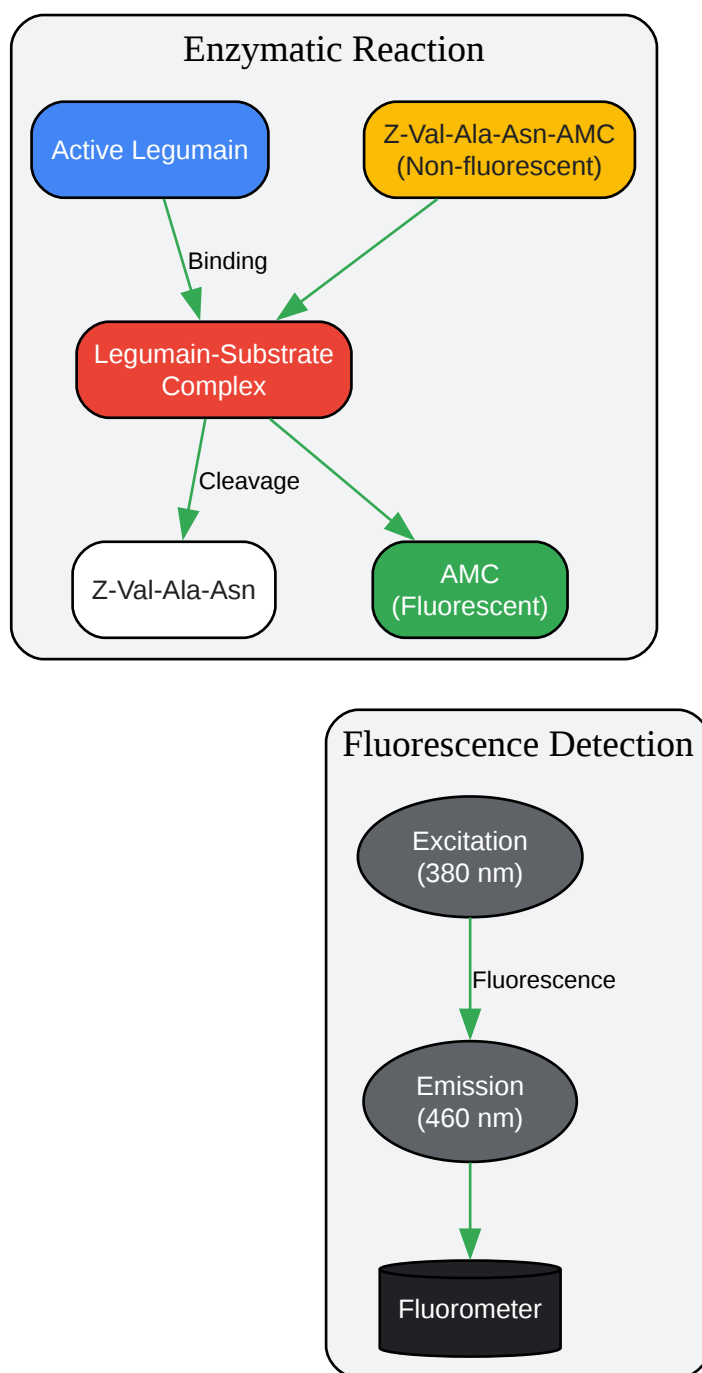 Enzymatic Reaction
Active Legumain
Z-Val-Ala-Asn-AMC
(Non-fluorescent)
Binding
Legumain-Substrate
Complex
Cleavage
Z-Val-Ala-Asn
AMC
(Fluorescent)
Fluorescence Detection
Excitation
(380 nm)
Fluorescence
Emission
(460 nm)
Fluorometer